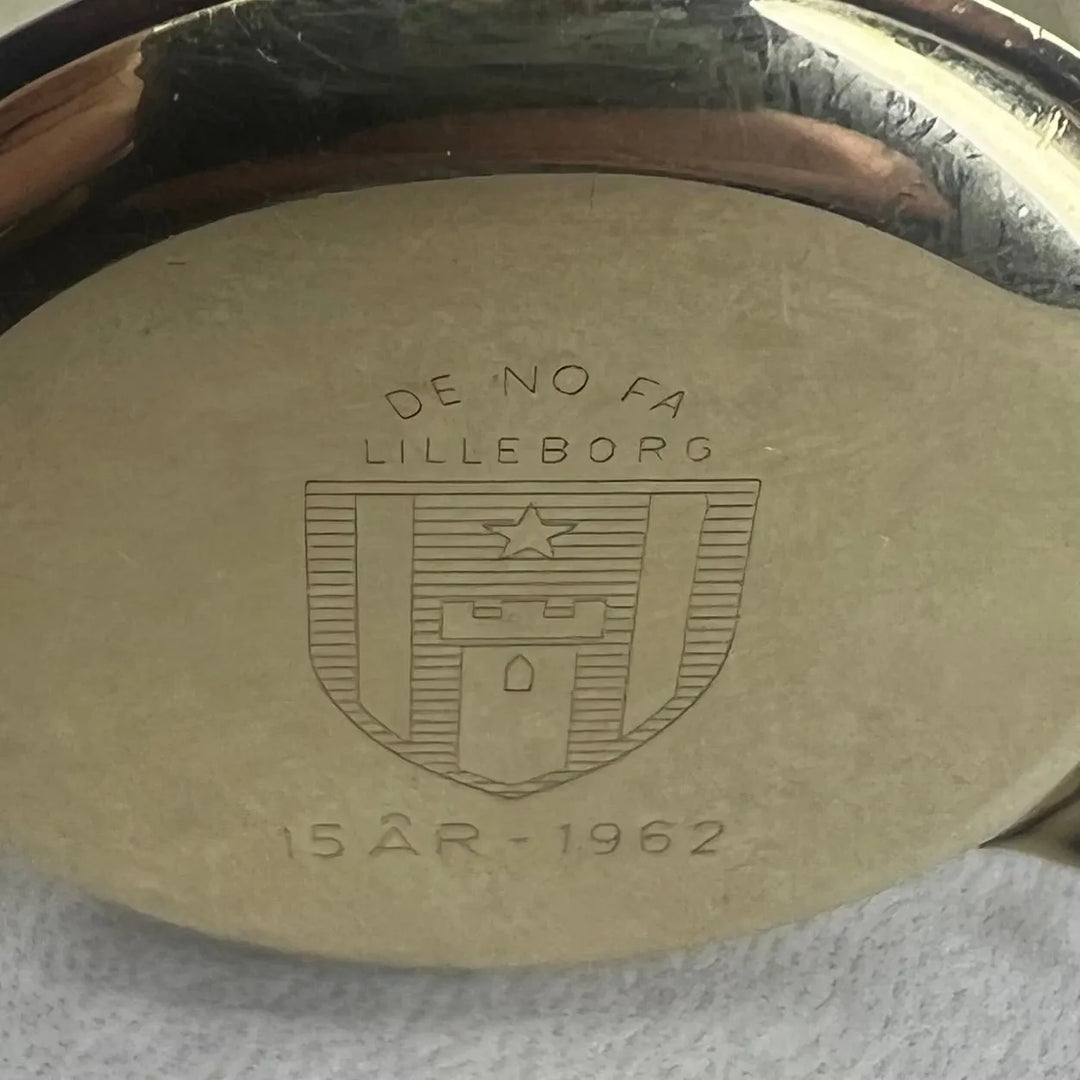 DE NO FA
LILLEBORG
15 ÅR - 1962